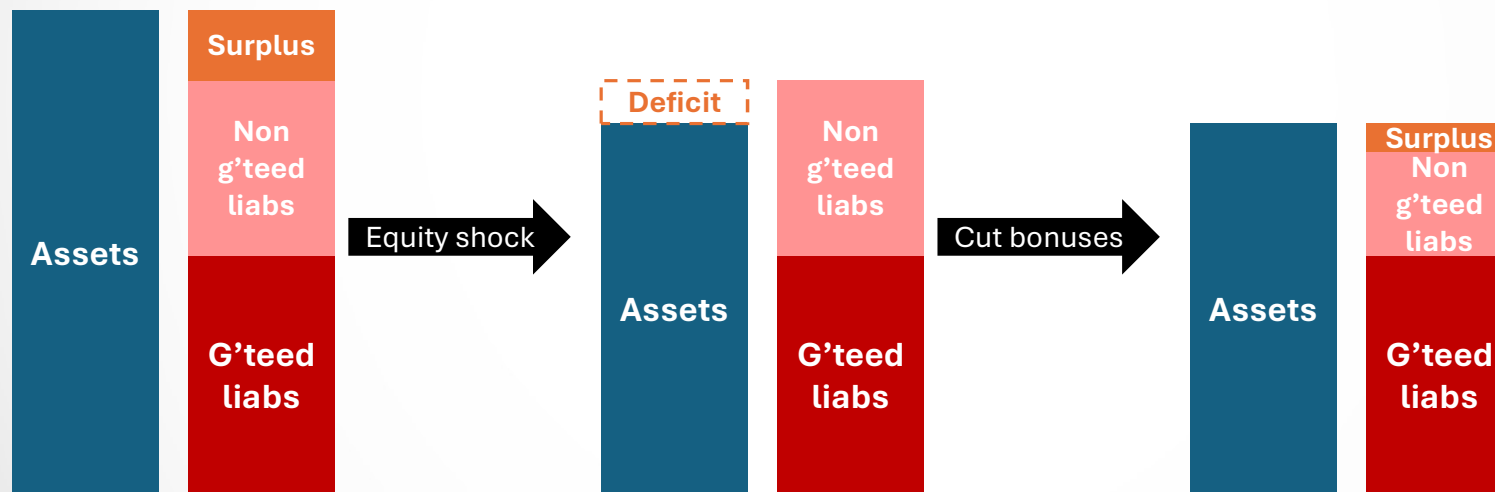 Assets
Surplus
Non
g’teed
liabs
G’teed
liabs
Equity shock
Deficit
Assets
Non
g’teed
liabs
G’teed
liabs
Cut bonuses
Assets
Surplus
Non
g’teed
liabs
G’teed
liabs